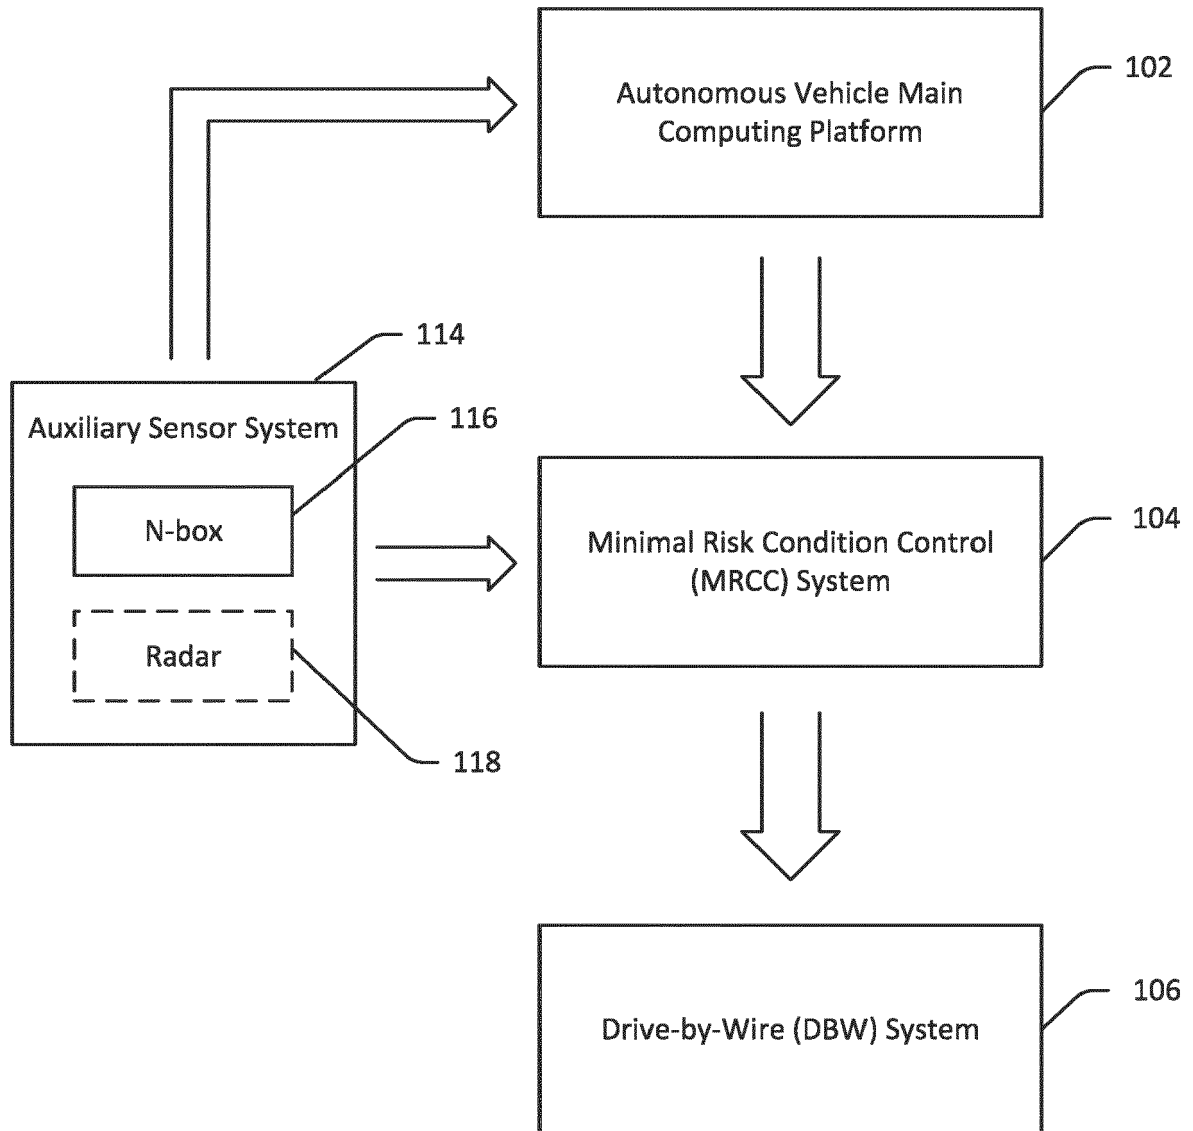 Autonomous Vehicle Main
Computing Platform
102
114
Auxiliary Sensor System
116
N-box
Radar
118
Minimal Risk Condition Control
(MRCC) System
104
Drive-by-Wire (DBW) System
106